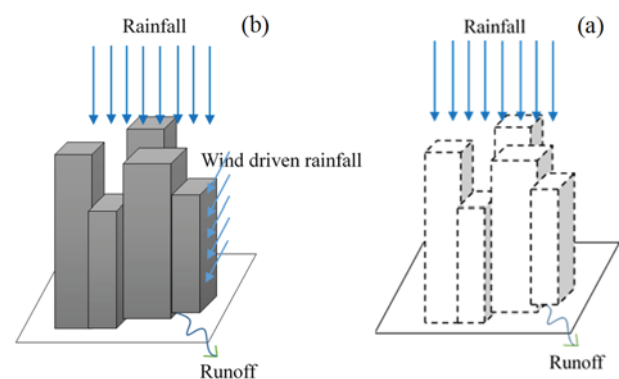 Rainfall
(b)
Wind driven rainfall
Runoff
Rainfall
(a)
Runoff